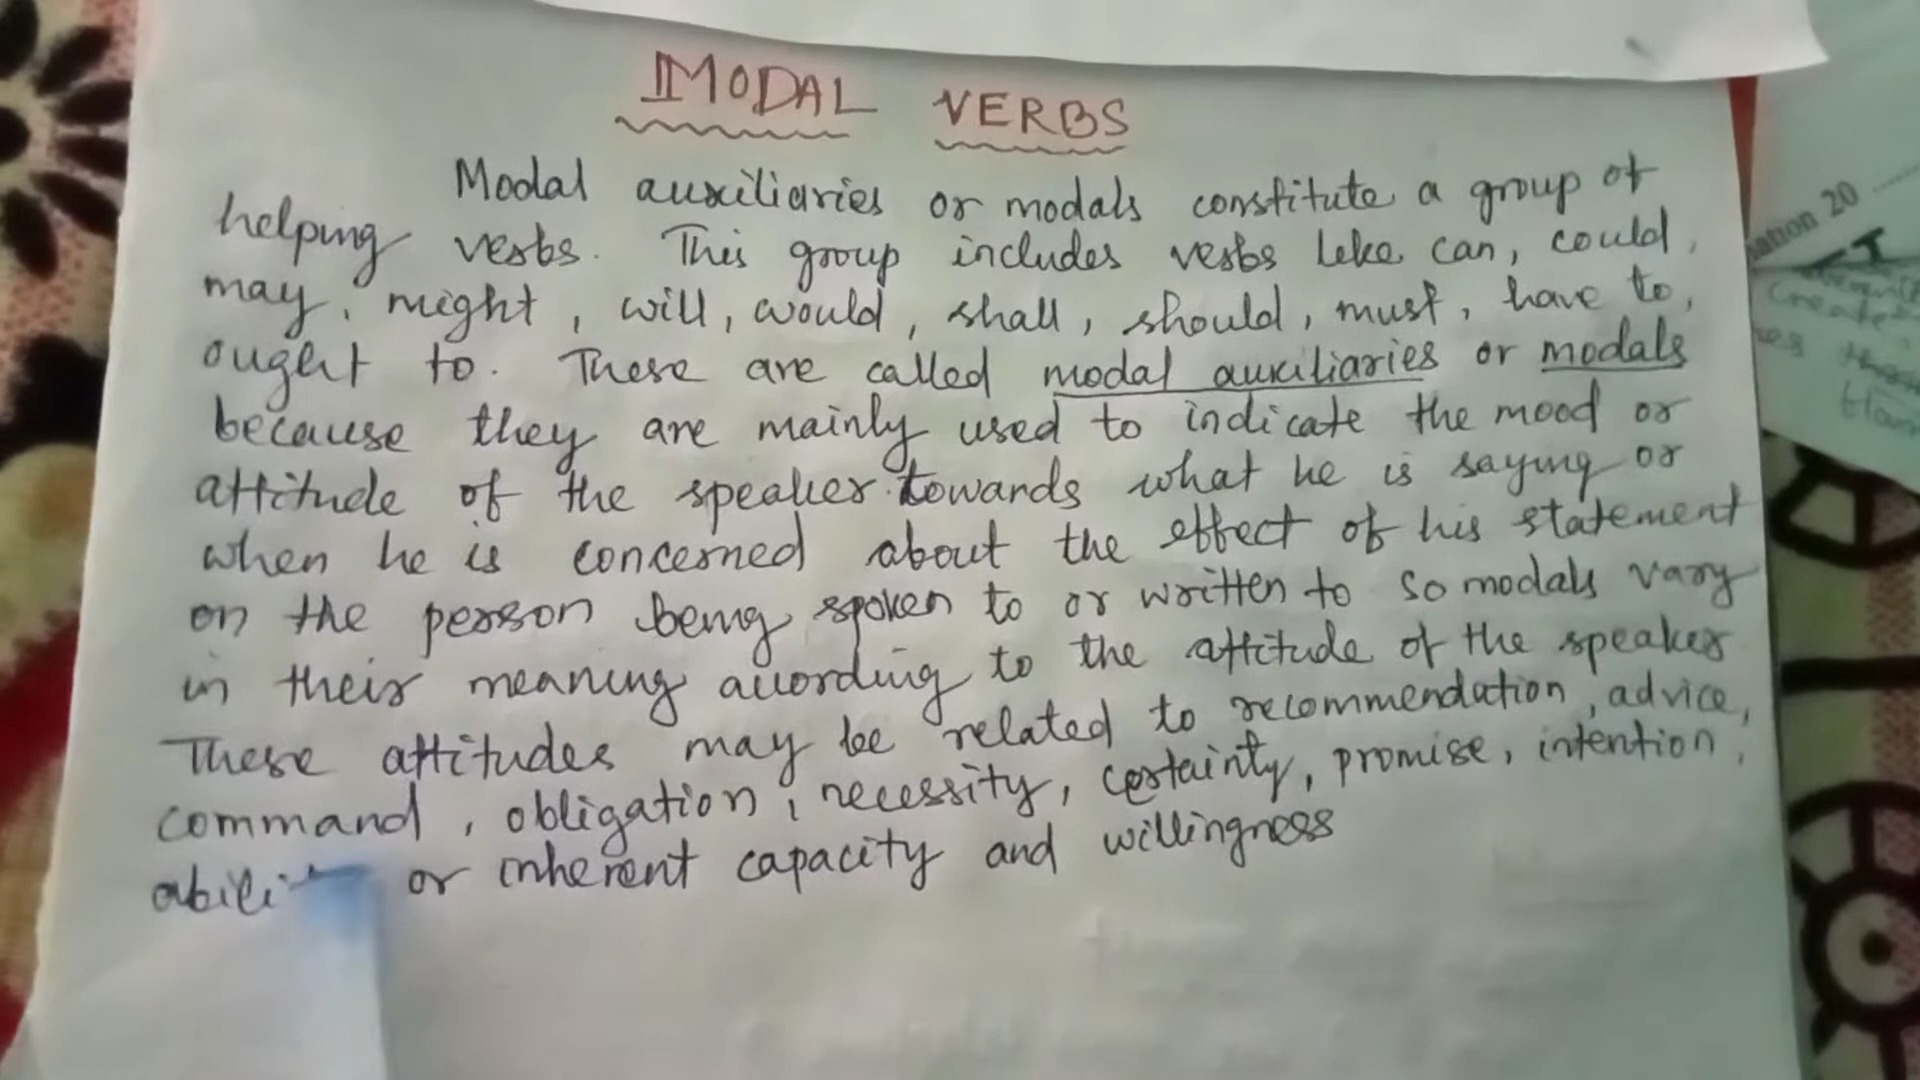 MODAL VERBS
Modal auxiliaries or modals constitute a group of
helping verbs. This group includes verbs like can, could,
may, might, will, would, shall, should, must, have to,
ought to. These are called modal auxiliaries or modals
because they are mainly used to indicate the mood or
attitude of the speaker towards what he is saying or
when he is concerned about the effect of his statement
on the person being spoken to or written to so modals vary
in their meaning according to the attitude of the speaker
These attitudes may be related to recommendation, advice,
command, obligation, necessity, certainty, promise, intention,
or inherent capacity and willingness
20